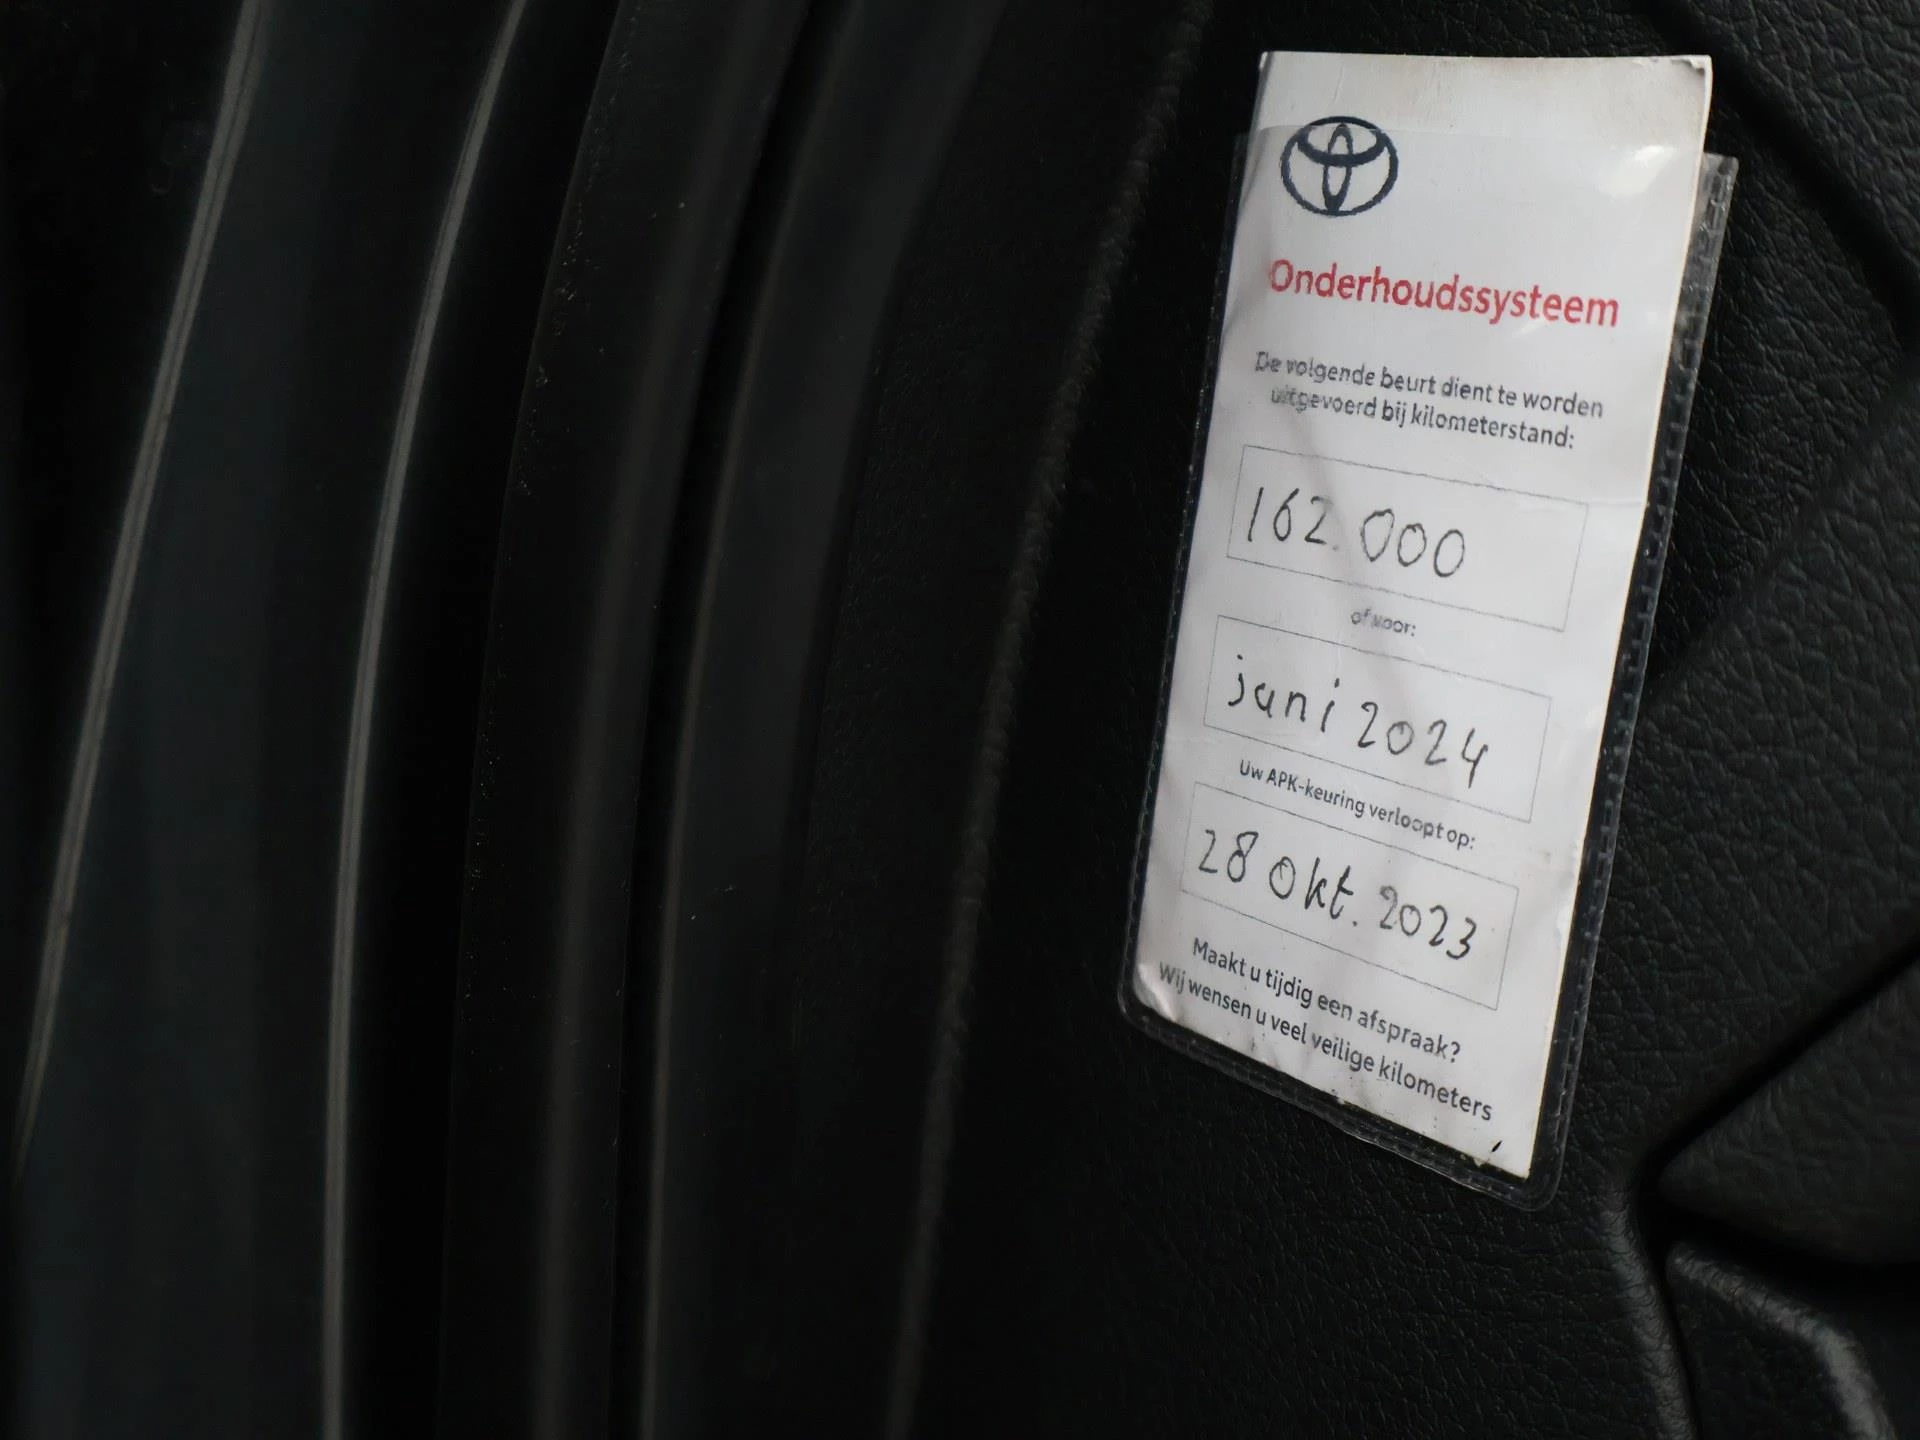 Onderhoudssysteem
De volgende beurt dient te worden
uitgevoerd bij kilometerstand:
162.000
of voor:
juni 2024
Uw APK-keuring verloopt op:
28 okt. 2023
Maakt u tijdig een afspraak?
Wij wensen u veel veilige kilometers